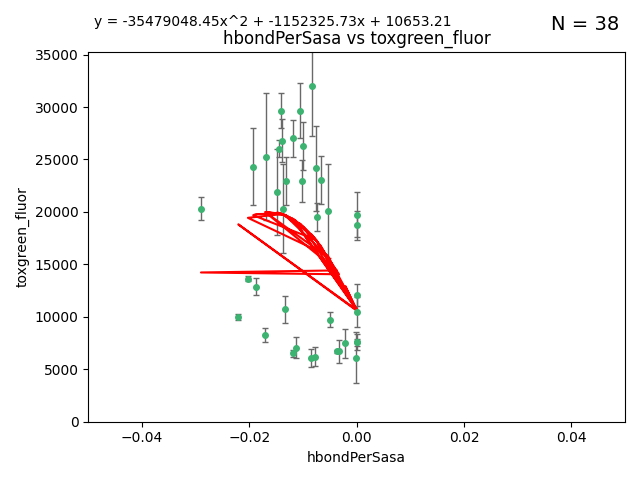 y = -35479048.45x^2 + -1152325.73x + 10653.21
N = 38
hbondPerSasa vs toxgreen_fluor
35000
30000
25000
20000
15000
10000
5000
0
toxgreen_fluor
−0.04
−0.02
0.00
0.02
0.04
hbondPerSasa